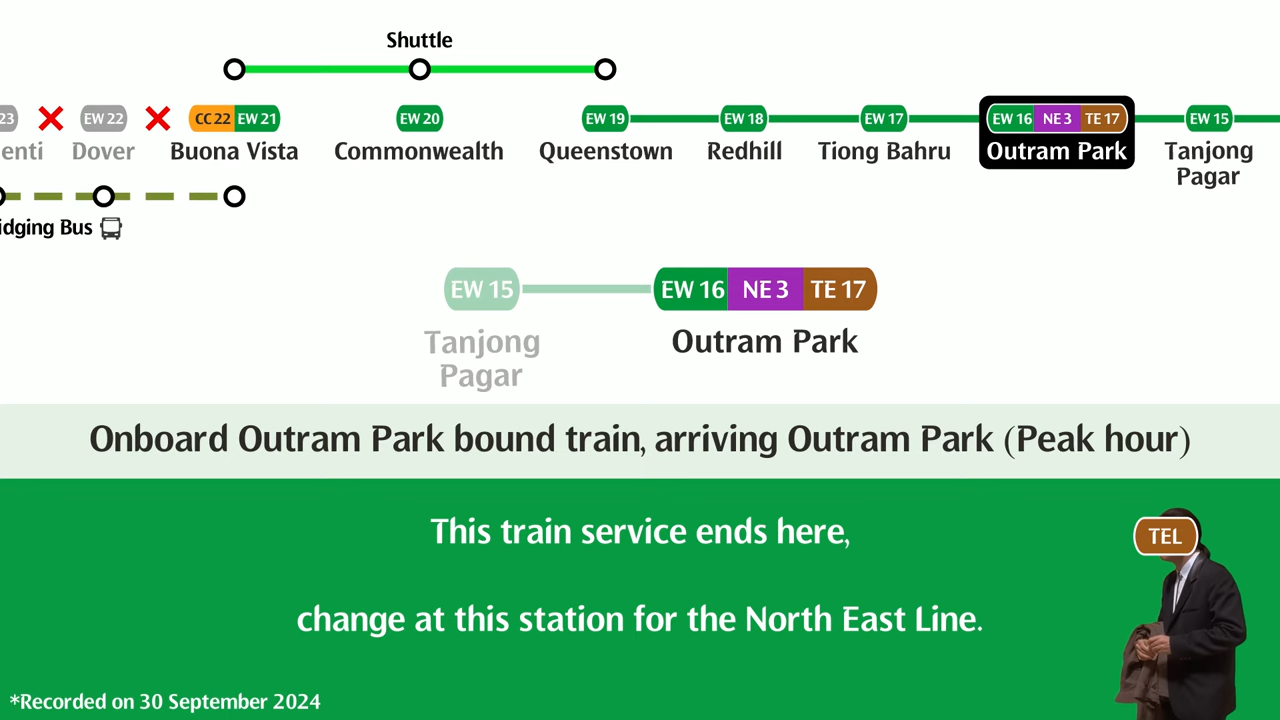 Shuttle
23 EW 22 CC 22 EW 21 EW 20 EW 19 EW 18 EW 17 EW 16 NE 3 TE 17 EW 15
enti Dover Buona Vista Commonwealth Queenstown Redhill Tiong Bahru Outram Park Tanjong
Pagar
idging Bus
EW 15 EW 16 NE 3 TE 17
Tanjong
Pagar
Outram Park
Onboard Outram Park bound train, arriving Outram Park (Peak hour)
This train service ends here,
TEL
change at this station for the North East Line.
*Recorded on 30 September 2024